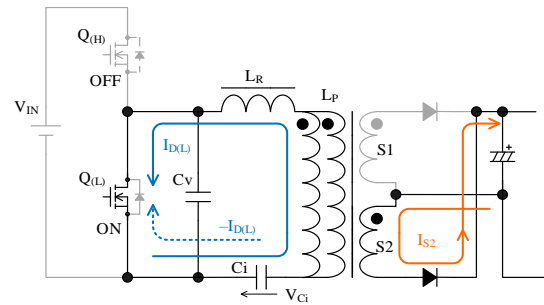 Q(H)
OFF
LR
LP
VIN
ID(L)
S1
+
Q(L)
Cv
ON
−ID(L)
S2
IS2
Ci
VCi